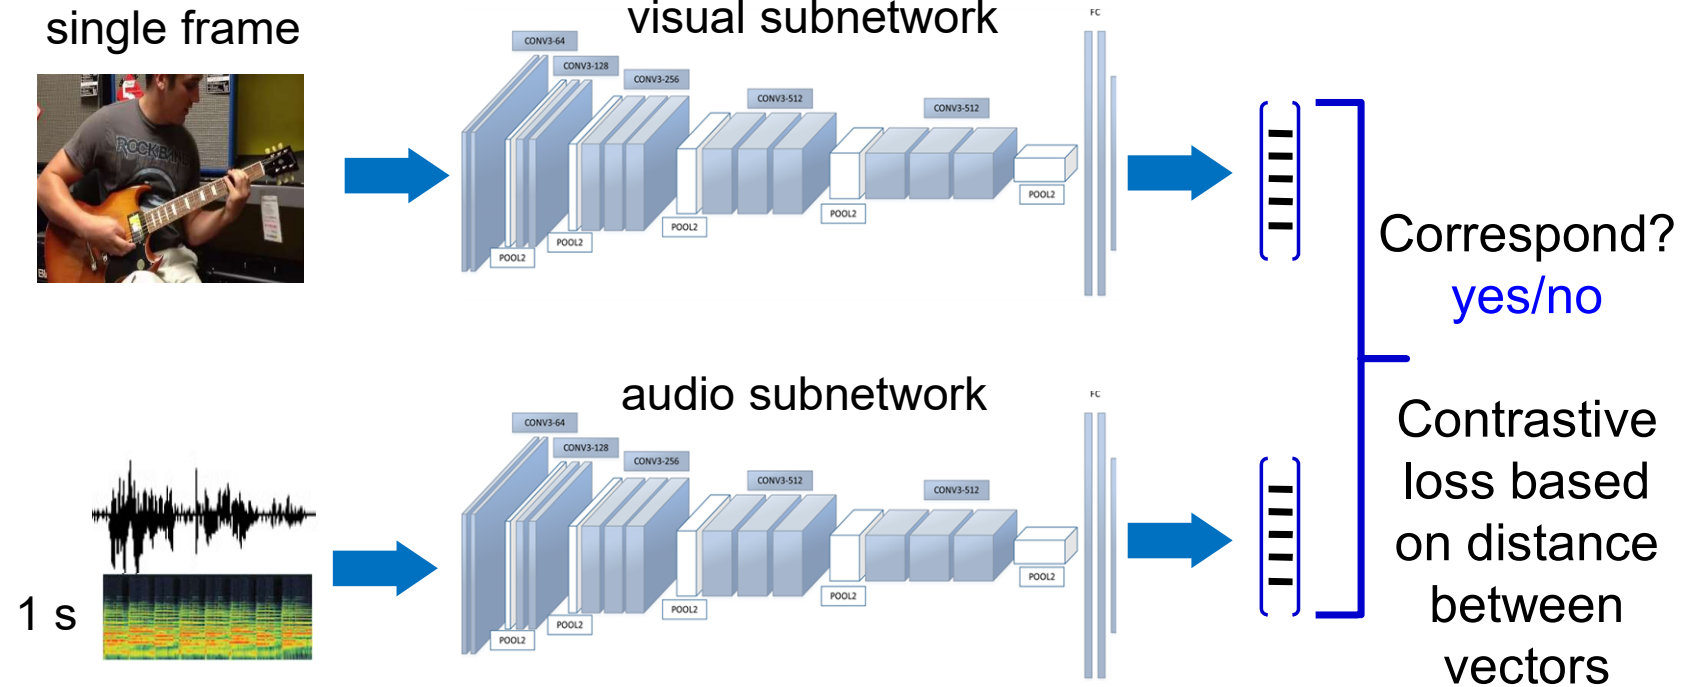 single frame
visual subnetwork
FC
CONV3-64
CONV3-128
CONV3-256
CONV3-512
CONV3-512
ROCKBAND
POOL2
POOL2
POOL2
POOL2
POOL2
Correspond?
yes/no
audio subnetwork
FC
CONV3-64
CONV3-128
CONV3-256
CONV3-512
CONV3-512
1 s
POOL2
POOL2
POOL2
POOL2
POOL2
Contrastive
loss based
on distance
between
vectors